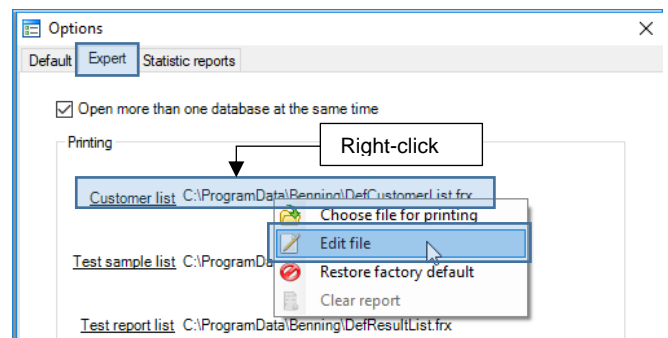 Options
Default Expert Statistic reports
Open more than one database at the same time
Printing
Right-click
Customer list C:\ProgramData\Benning\DefCustomerList.frx
Choose file for printing
Edit file
Test sample list C:\ProgramDa
Restore factory default
Clear report
Test report list C:\ProgramData\Benning\DefResultList.frx